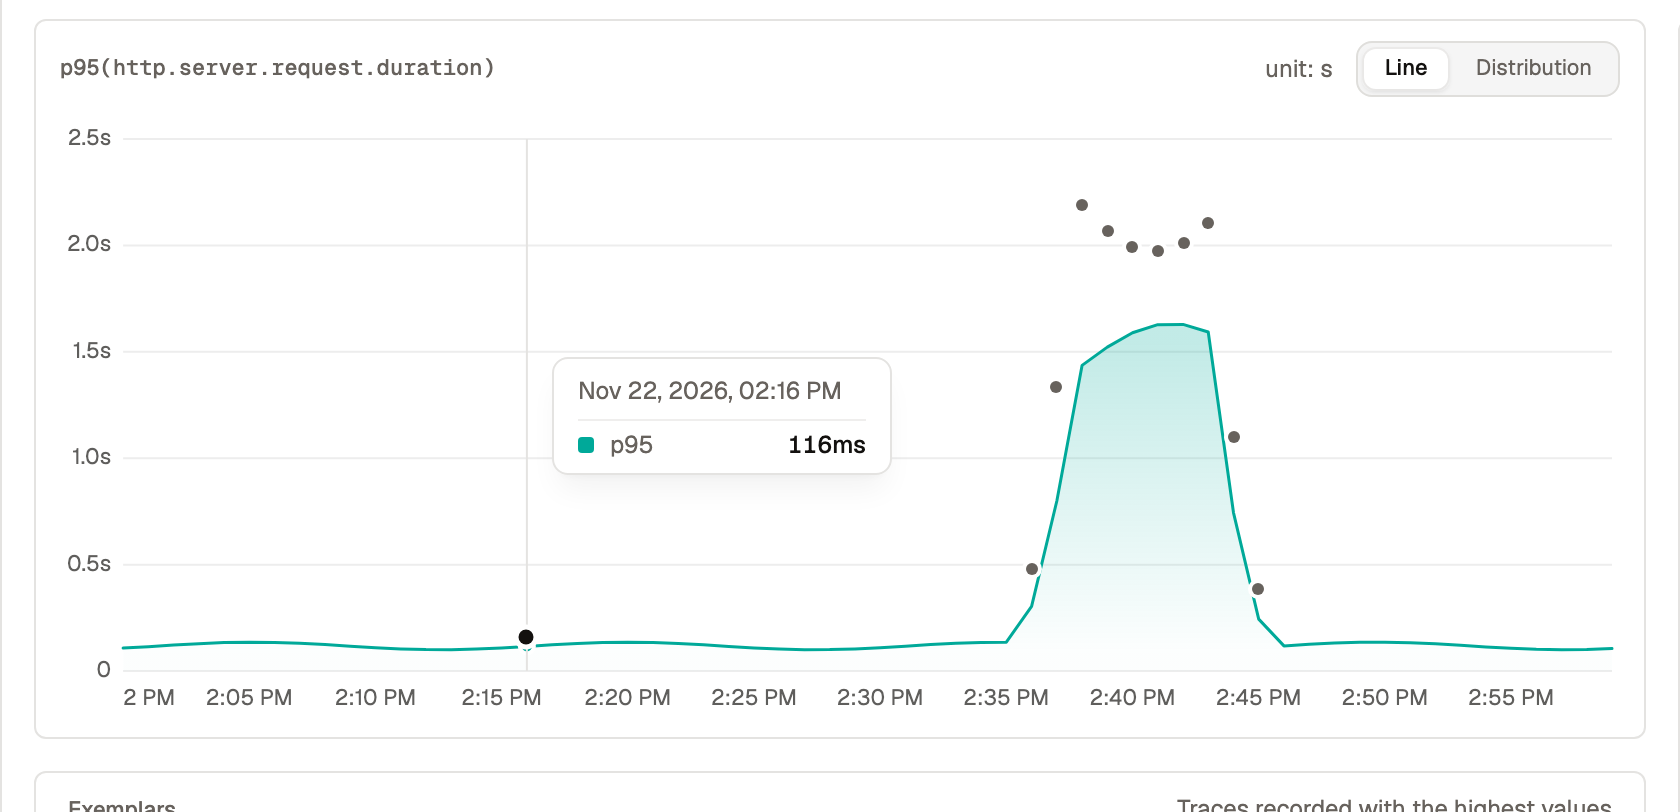 p95(http.server.request.duration)
unit: s
Line
Distribution
2.5s
2.0s
1.5s
1.0s
0.5s
0
Nov 22, 2026, 02:16 PM
p95 116ms
2 PM 2:05 PM 2:10 PM 2:15 PM 2:20 PM 2:25 PM 2:30 PM 2:35 PM 2:40 PM 2:45 PM 2:50 PM 2:55 PM
Exemplars
Traces recorded with the highest values